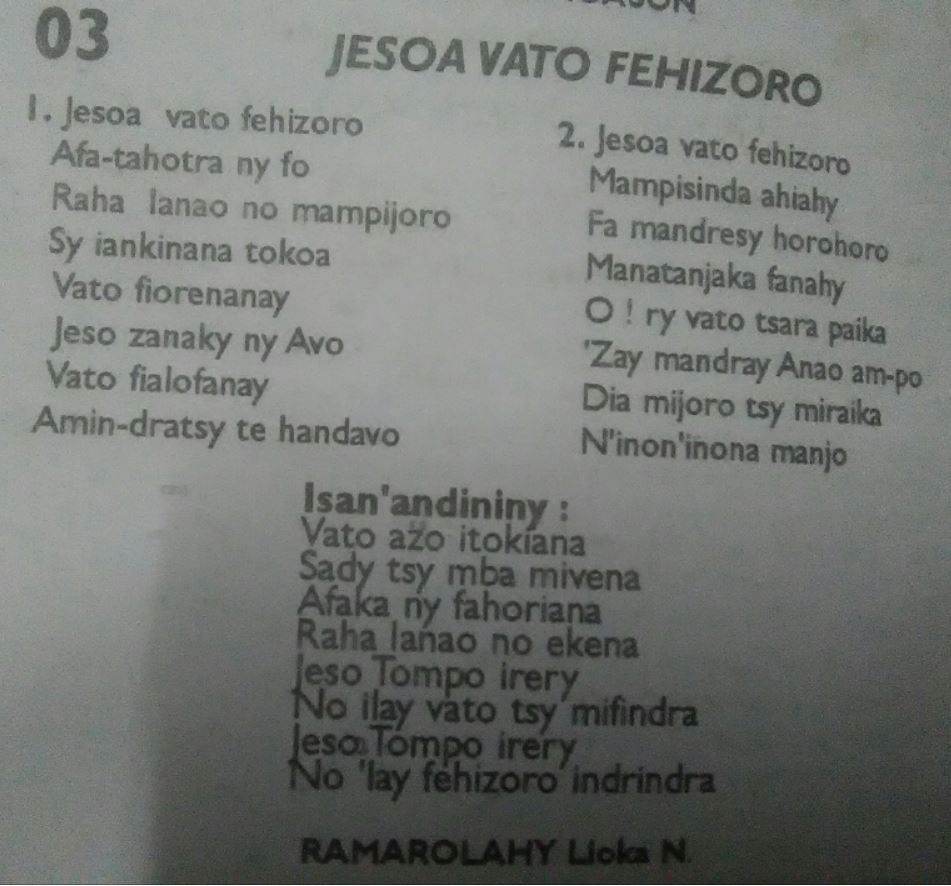 03
JESOA VATO FEHIZORO
1. Jesoa vato fehizoro
Afa-tahotra ny fo
Raha Ianao no mampijoro
Sy iankinana tokoa
Vato fiorenanay
Jeso zanaky ny Avo
Vato fialofanay
Amin-dratsy te handavo
2. Jesoa vato fehizoro
Mampisinda ahiahy
Fa mandresy horohoro
Manatanjaka fanahy
O ! ry vato tsara paika
'Zay mandray Anao am-po
Dia mijoro tsy miraika
N'inon'inona manjo
Isan'andininy :
Vato azo itokiana
Sady tsy mba mivena
Afaka ny fahoriana
Raha Ianao no ekena
Jeso Tompo irery
No ilay vato tsy mifindra
Jeso Tompo irery
No 'lay fehizoro indrindra
RAMAROLAHY Lioka N.